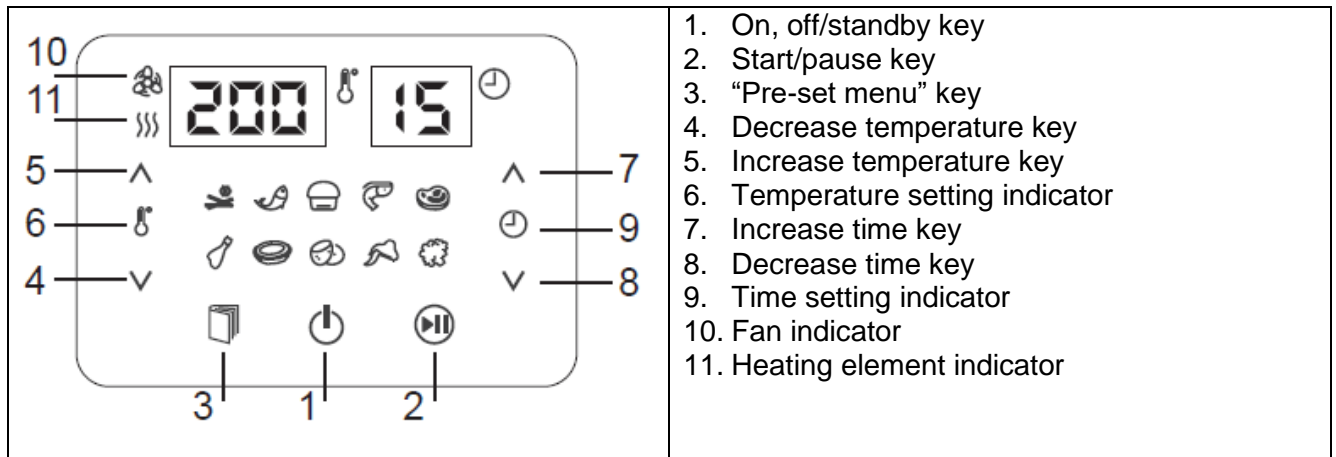 10
11
200
15
5
6
4
7
9
8
3
1
2
1. On, off/standby key
2. Start/pause key
3. “Pre-set menu” key
4. Decrease temperature key
5. Increase temperature key
6. Temperature setting indicator
7. Increase time key
8. Decrease time key
9. Time setting indicator
10. Fan indicator
11. Heating element indicator